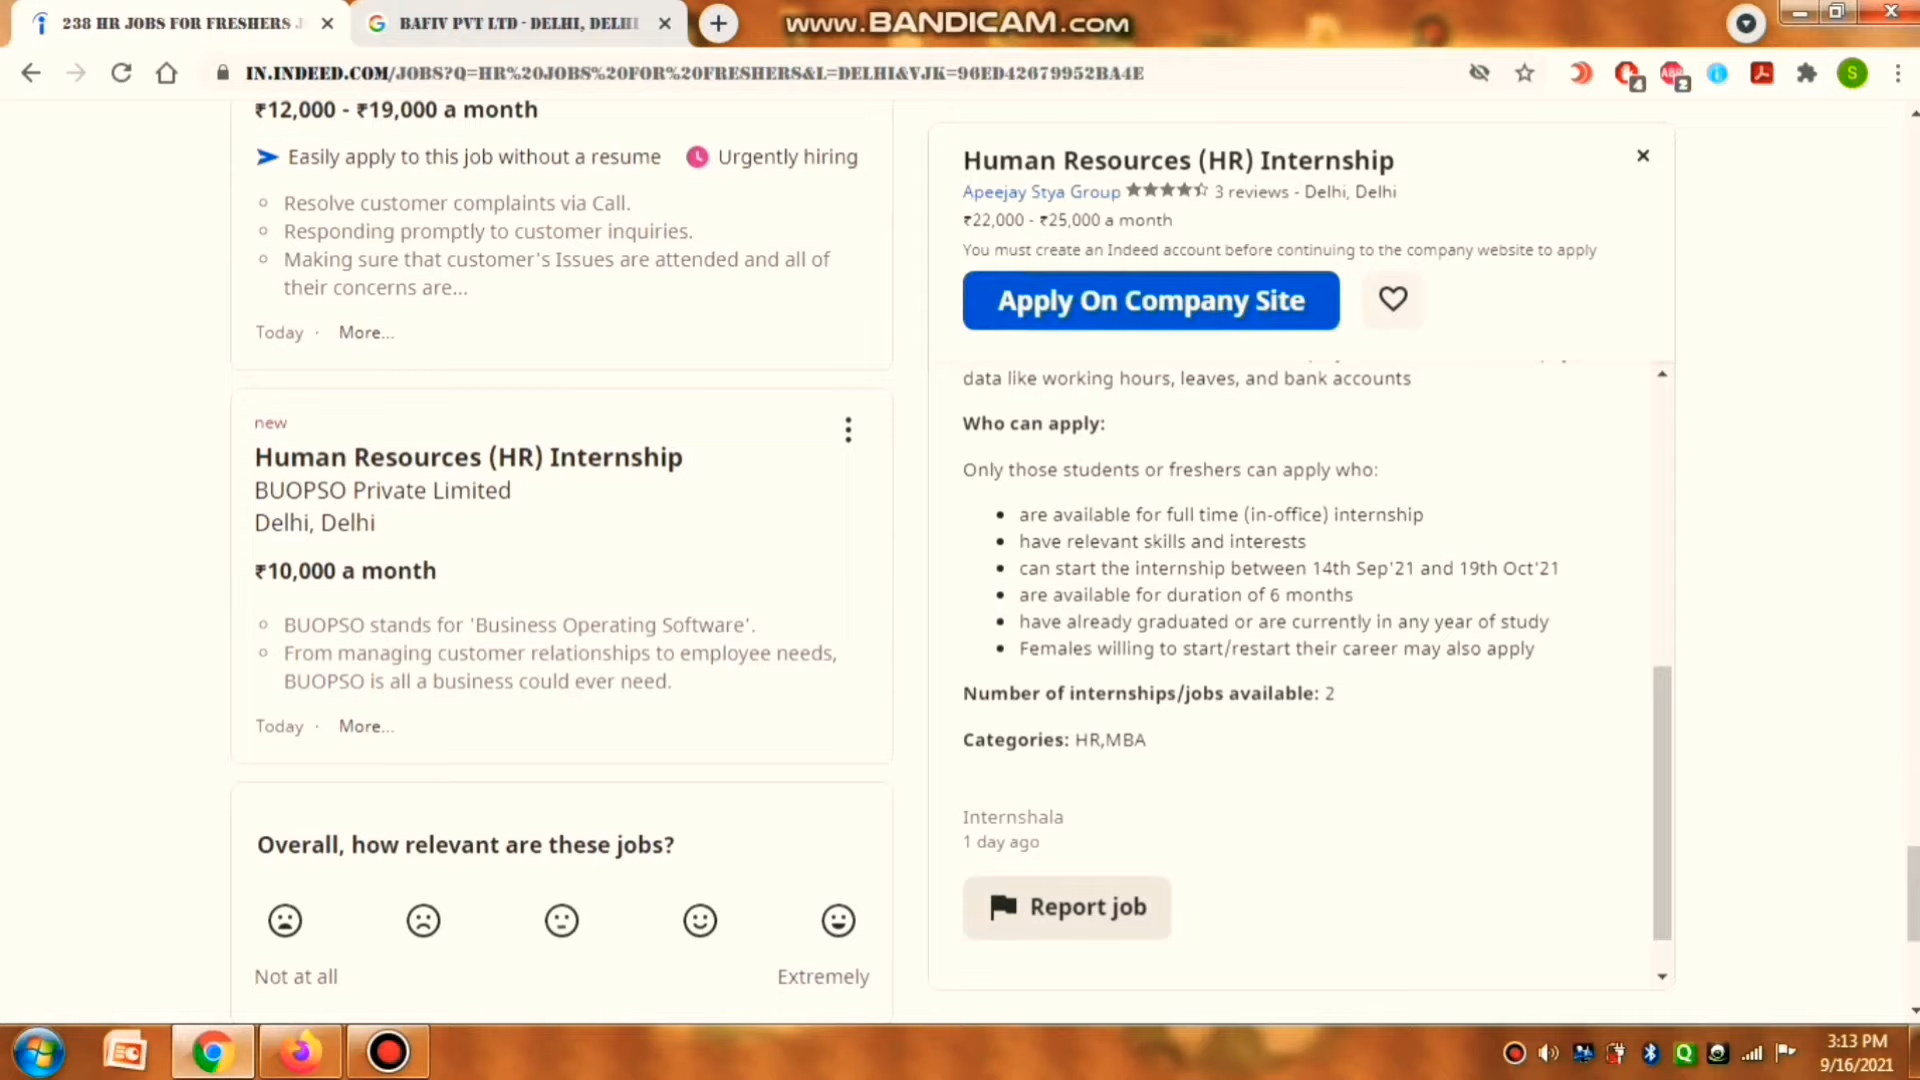 238 HR JOBS FOR FRESHERS
BAFIV PVT LTD - DELHI, DELHI
www.BANDICAM.com
IN.INDEED.COM/JOBS?Q=HR%20JOBS%20FOR%20FRESHERS&L=DELHI&VJK=96ED42679952BA4E
4
ABP
2
S
₹12,000 - ₹19,000 a month
Easily apply to this job without a resume
Urgently hiring
Resolve customer complaints via Call.
Responding promptly to customer inquiries.
Making sure that customer's Issues are attended and all of
their concerns are...
Today · More...
new
Human Resources (HR) Internship
BUOPSO Private Limited
Delhi, Delhi
₹10,000 a month
BUOPSO stands for 'Business Operating Software'.
From managing customer relationships to employee needs,
BUOPSO is all a business could ever need.
Today · More...
Overall, how relevant are these jobs?
Not at all
Extremely
Human Resources (HR) Internship
Apeejay Stya Group 3 reviews - Delhi, Delhi
₹22,000 - ₹25,000 a month
You must create an Indeed account before continuing to the company website to apply
Apply On Company Site
data like working hours, leaves, and bank accounts
Who can apply:
Only those students or freshers can apply who:
are available for full time (in-office) internship
have relevant skills and interests
can start the internship between 14th Sep'21 and 19th Oct'21
are available for duration of 6 months
have already graduated or are currently in any year of study
Females willing to start/restart their career may also apply
Number of internships/jobs available: 2
Categories: HR,MBA
Internshala
1 day ago
Report job
3:13 PM
9/16/2021